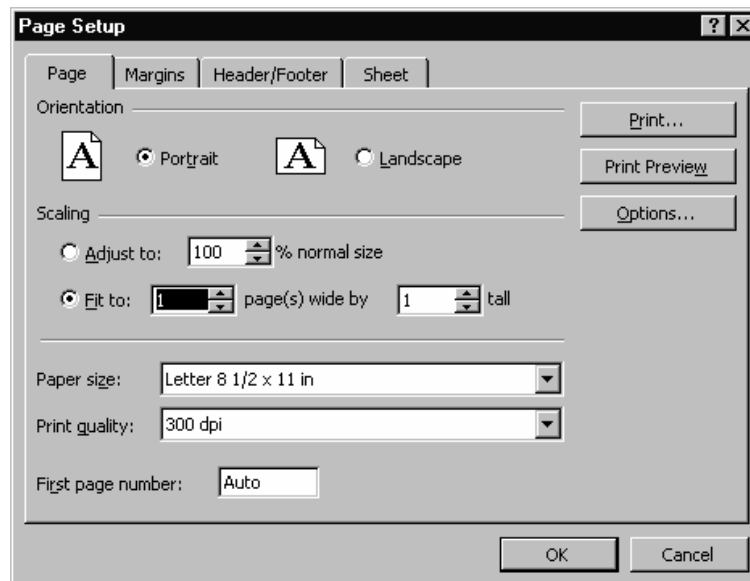 Page Setup
Page Margins Header/Footer Sheet
Orientation
A Portrait A Landscape
Print...
Print Preview
Options...
Scaling
Adjust to: 100 % normal size
Fit to: 1 page(s) wide by 1 tall
Paper size: Letter 8 1/2 x 11 in
Print quality: 300 dpi
First page number: Auto
OK Cancel